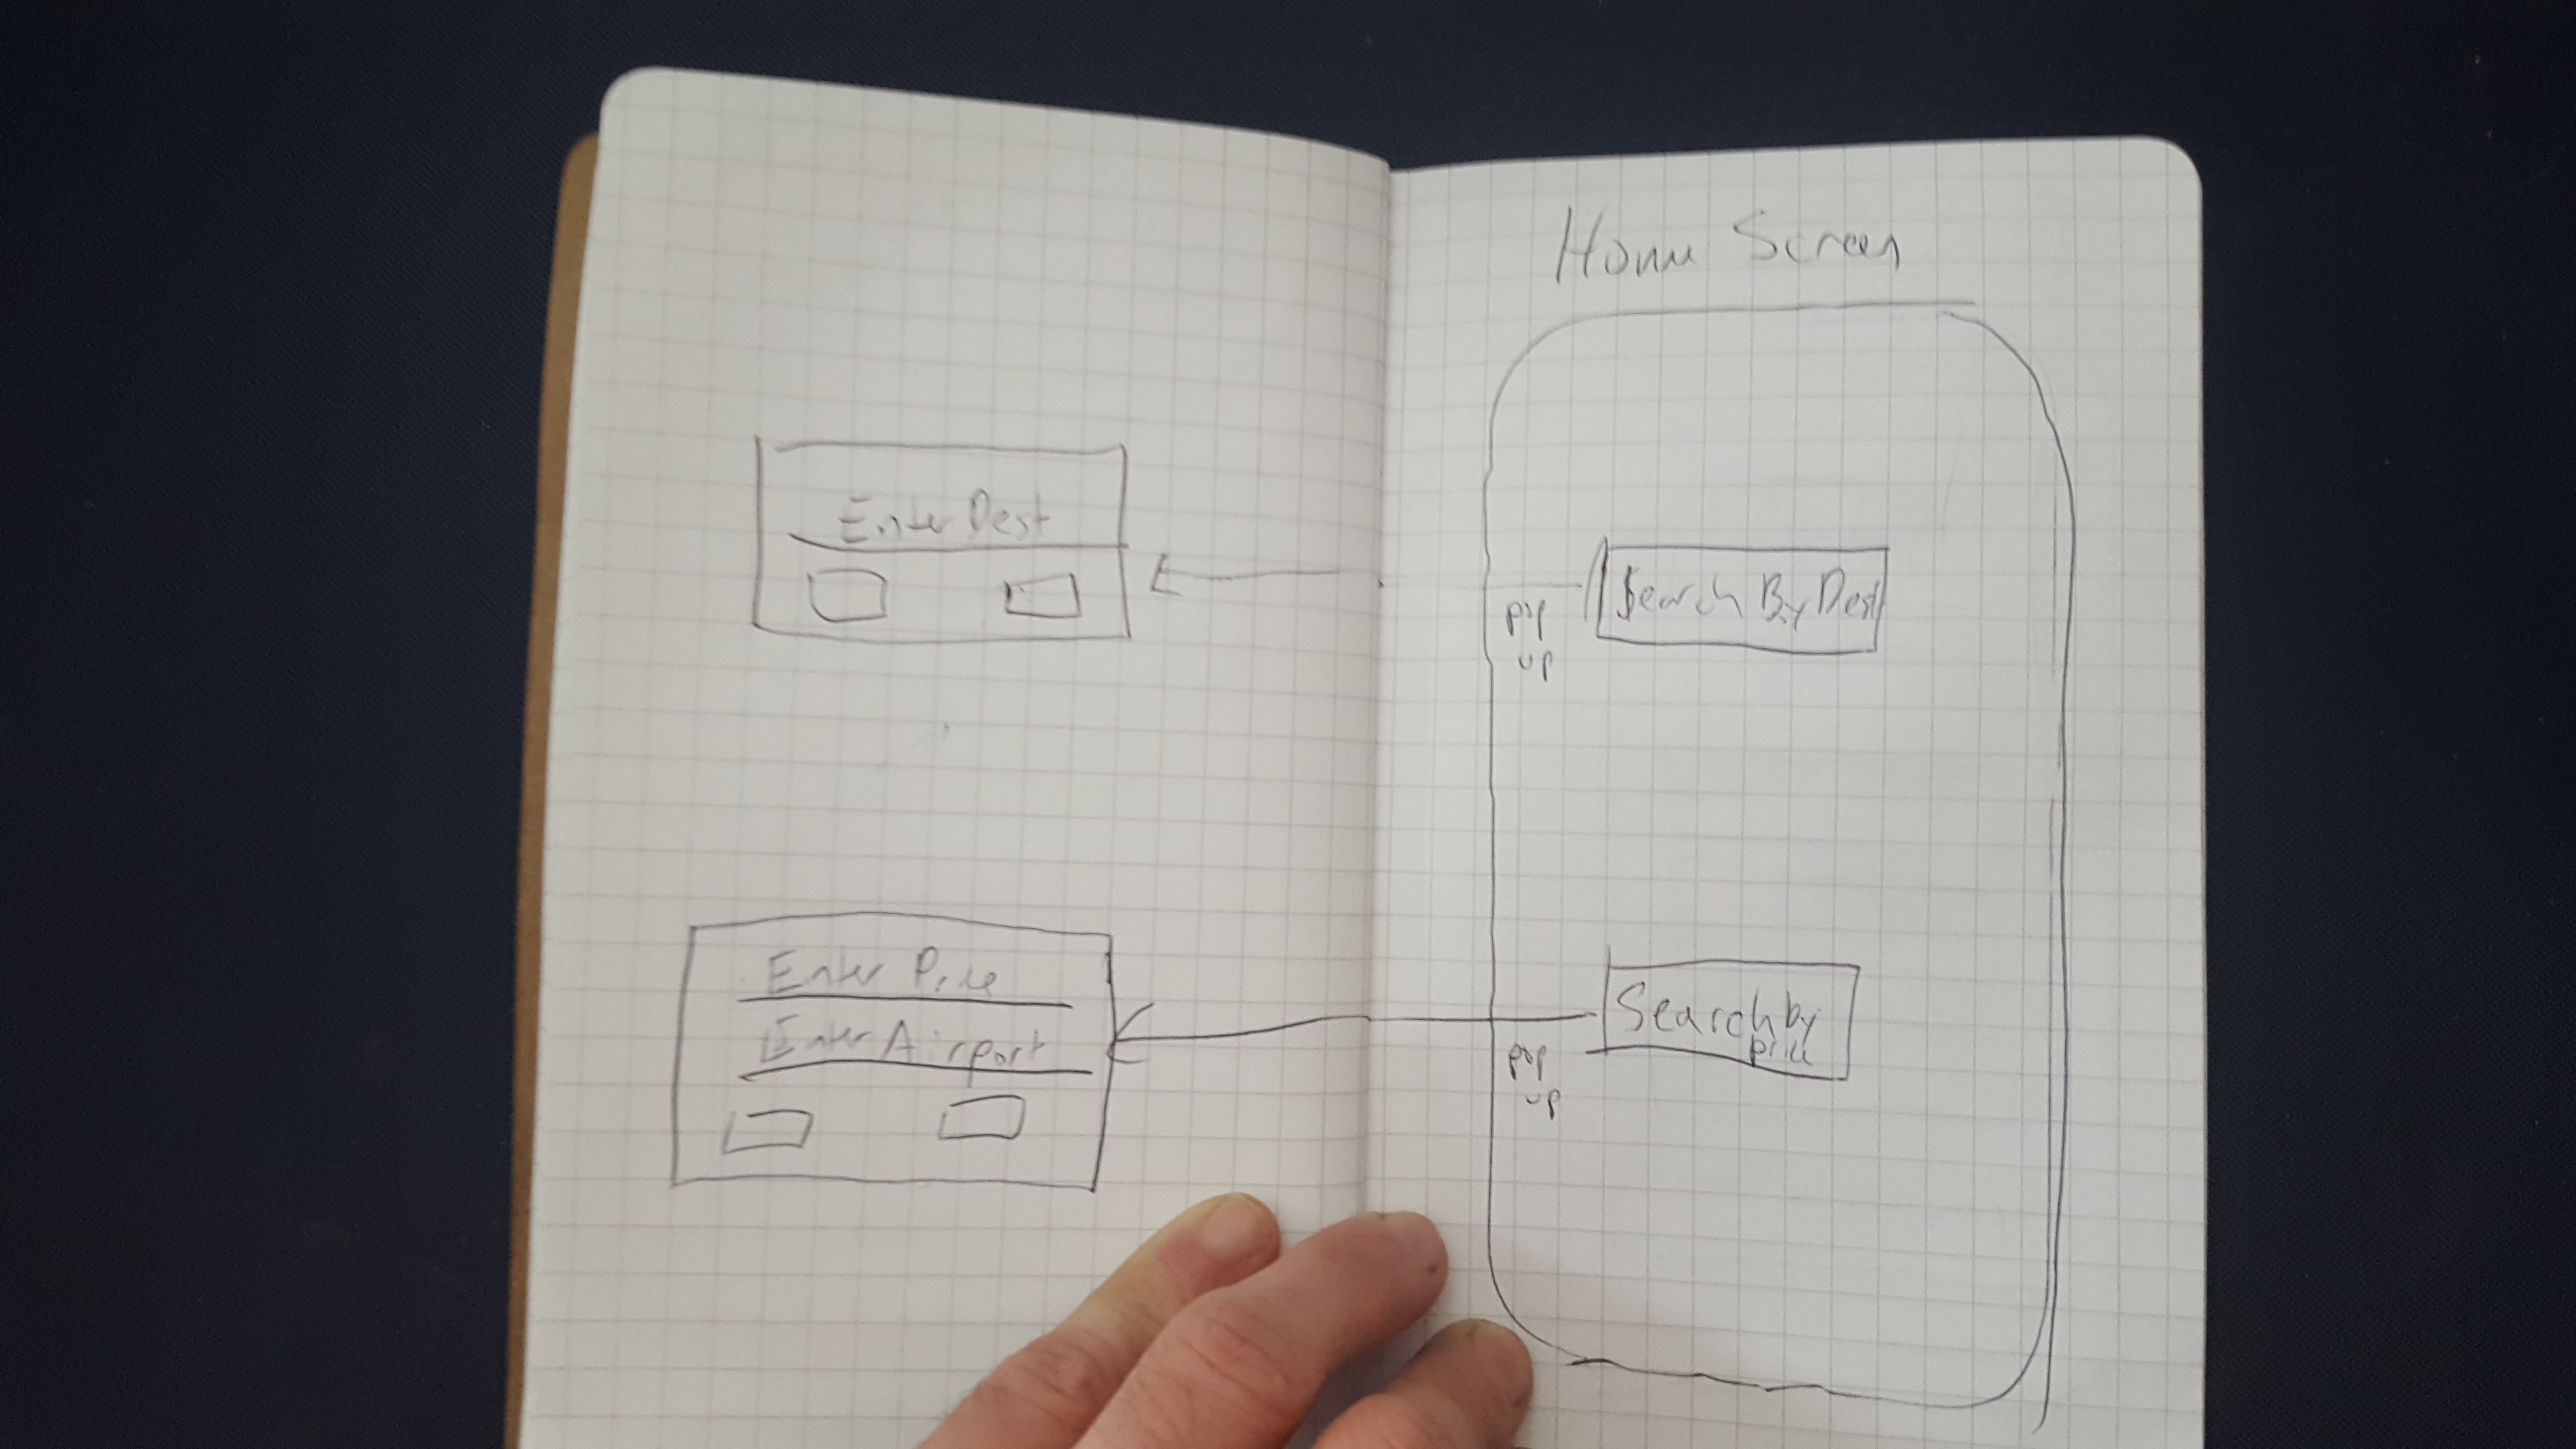 Home Screen
Enter Dest
Search By Dest
pop
up
Enter Price
Enter Airport
Search by
price
pop
up